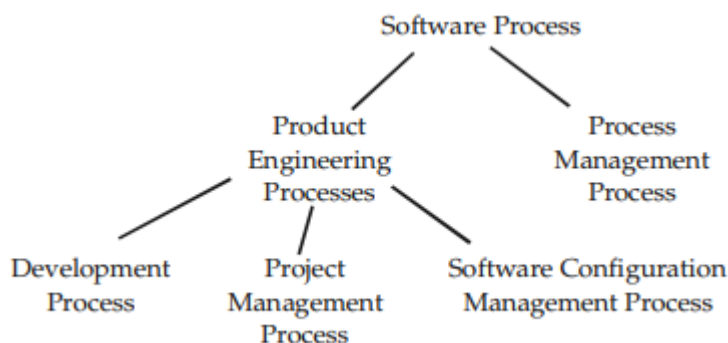 Software Process
Product
Engineering
Processes
Process
Management
Process
Development
Process
Project
Management
Process
Software Configuration
Management Process